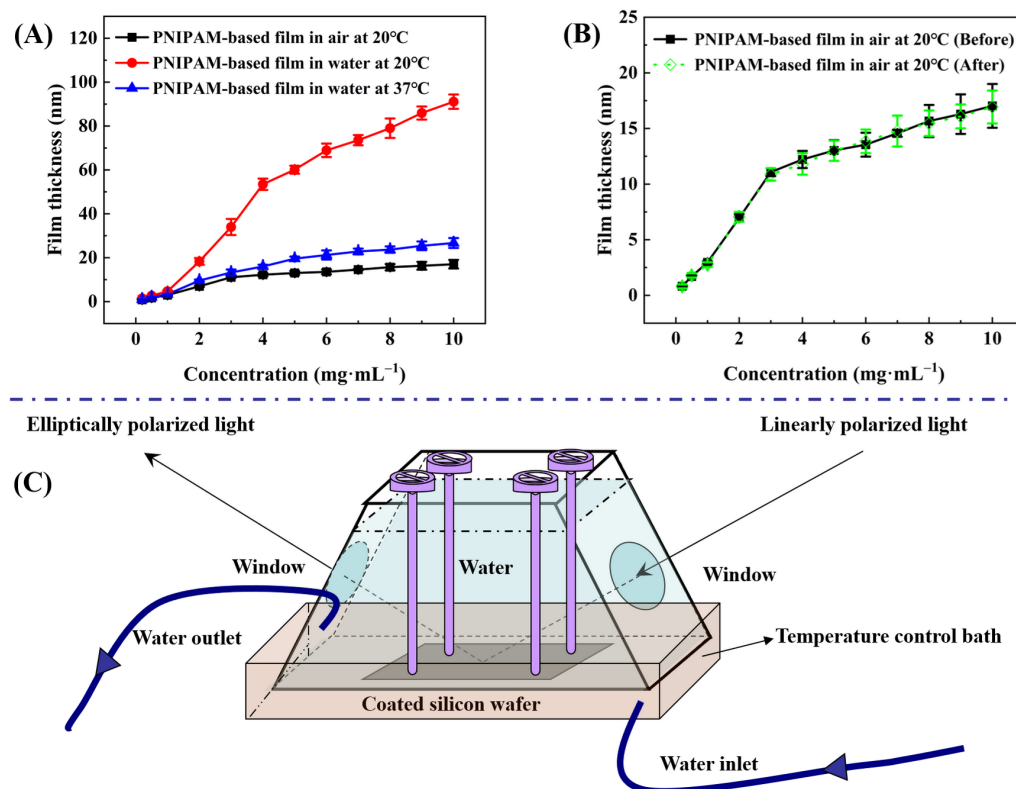 (A)
PNIPAM-based film in air at 20℃
PNIPAM-based film in water at 20℃
PNIPAM-based film in water at 37℃
120
100
80
60
40
20
0
Film thickness (nm)
0 2 4 6 8 10
Concentration (mg·mL⁻¹)
(B)
PNIPAM-based film in air at 20℃ (Before)
PNIPAM-based film in air at 20℃ (After)
25
20
15
10
5
0
Film thickness (nm)
0 2 4 6 8 10
Concentration (mg·mL⁻¹)
Elliptically polarized light
Linearly polarized light
(C)
Window
Water
Window
Water outlet
Temperature control bath
Coated silicon wafer
Water inlet